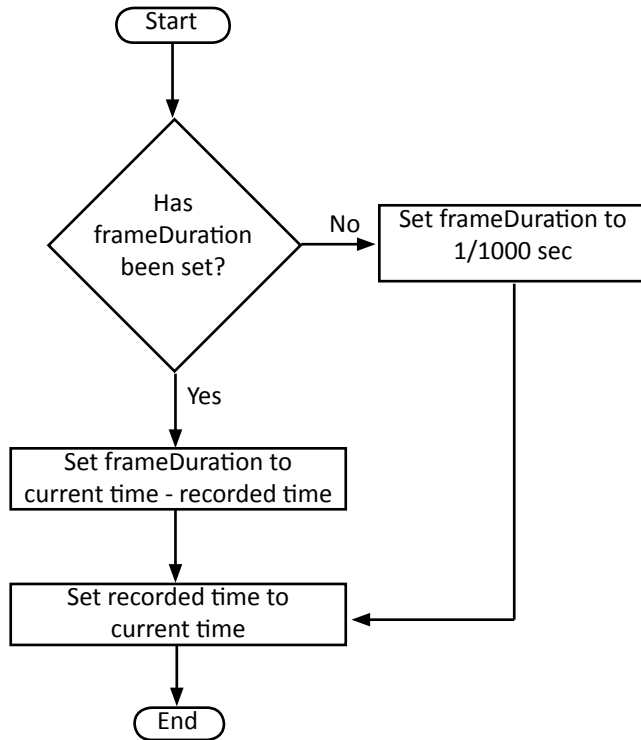 Start
Has
frameDuration
been set?
No
Set frameDuration to
1/1000 sec
Yes
Set frameDuration to
current time - recorded time
Set recorded time to
current time
End